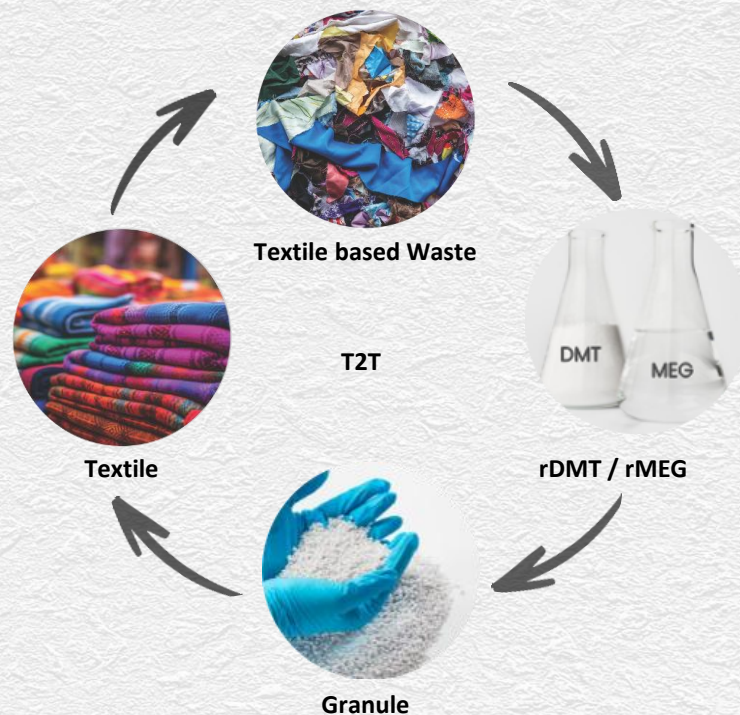 Textile based Waste
T2T
DMT
MEG
Textile
rDMT / rMEG
Granule